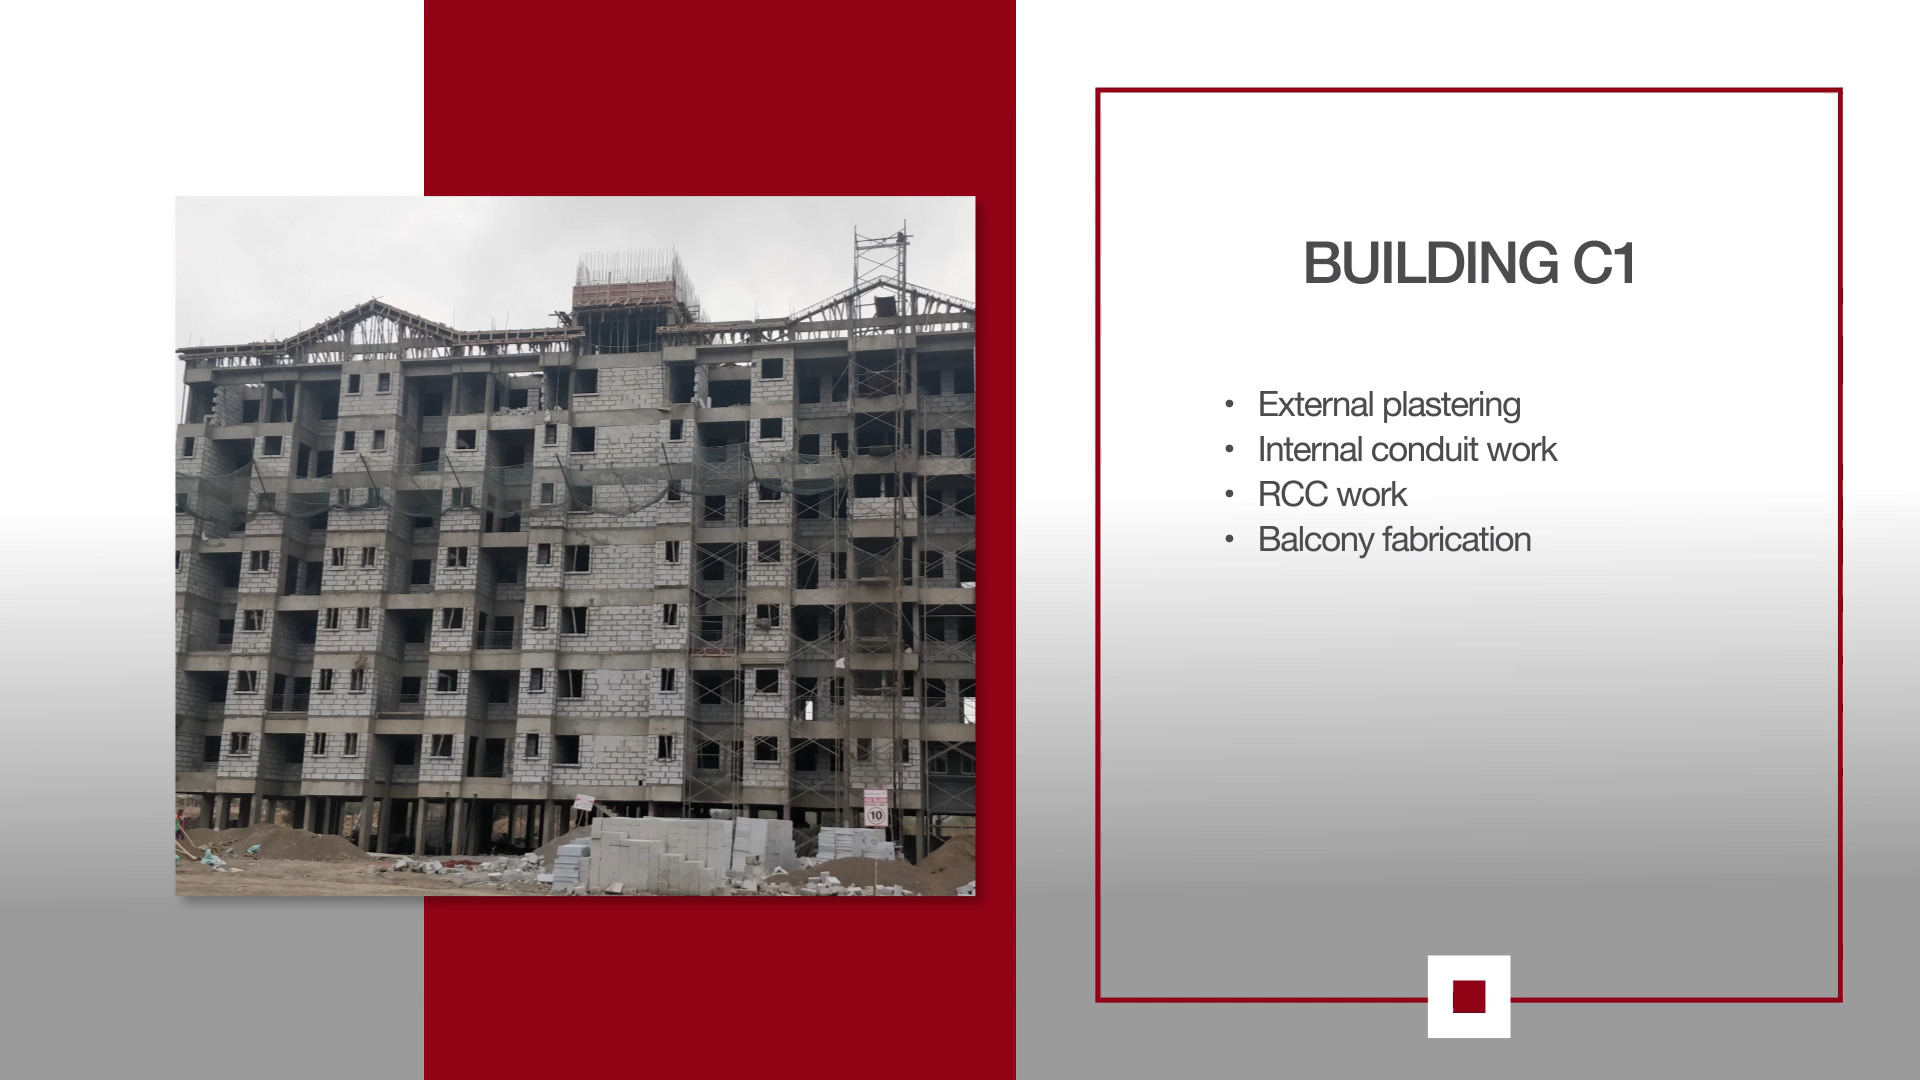 BUILDING C1
• External plastering
• Internal conduit work
• RCC work
• Balcony fabrication
10